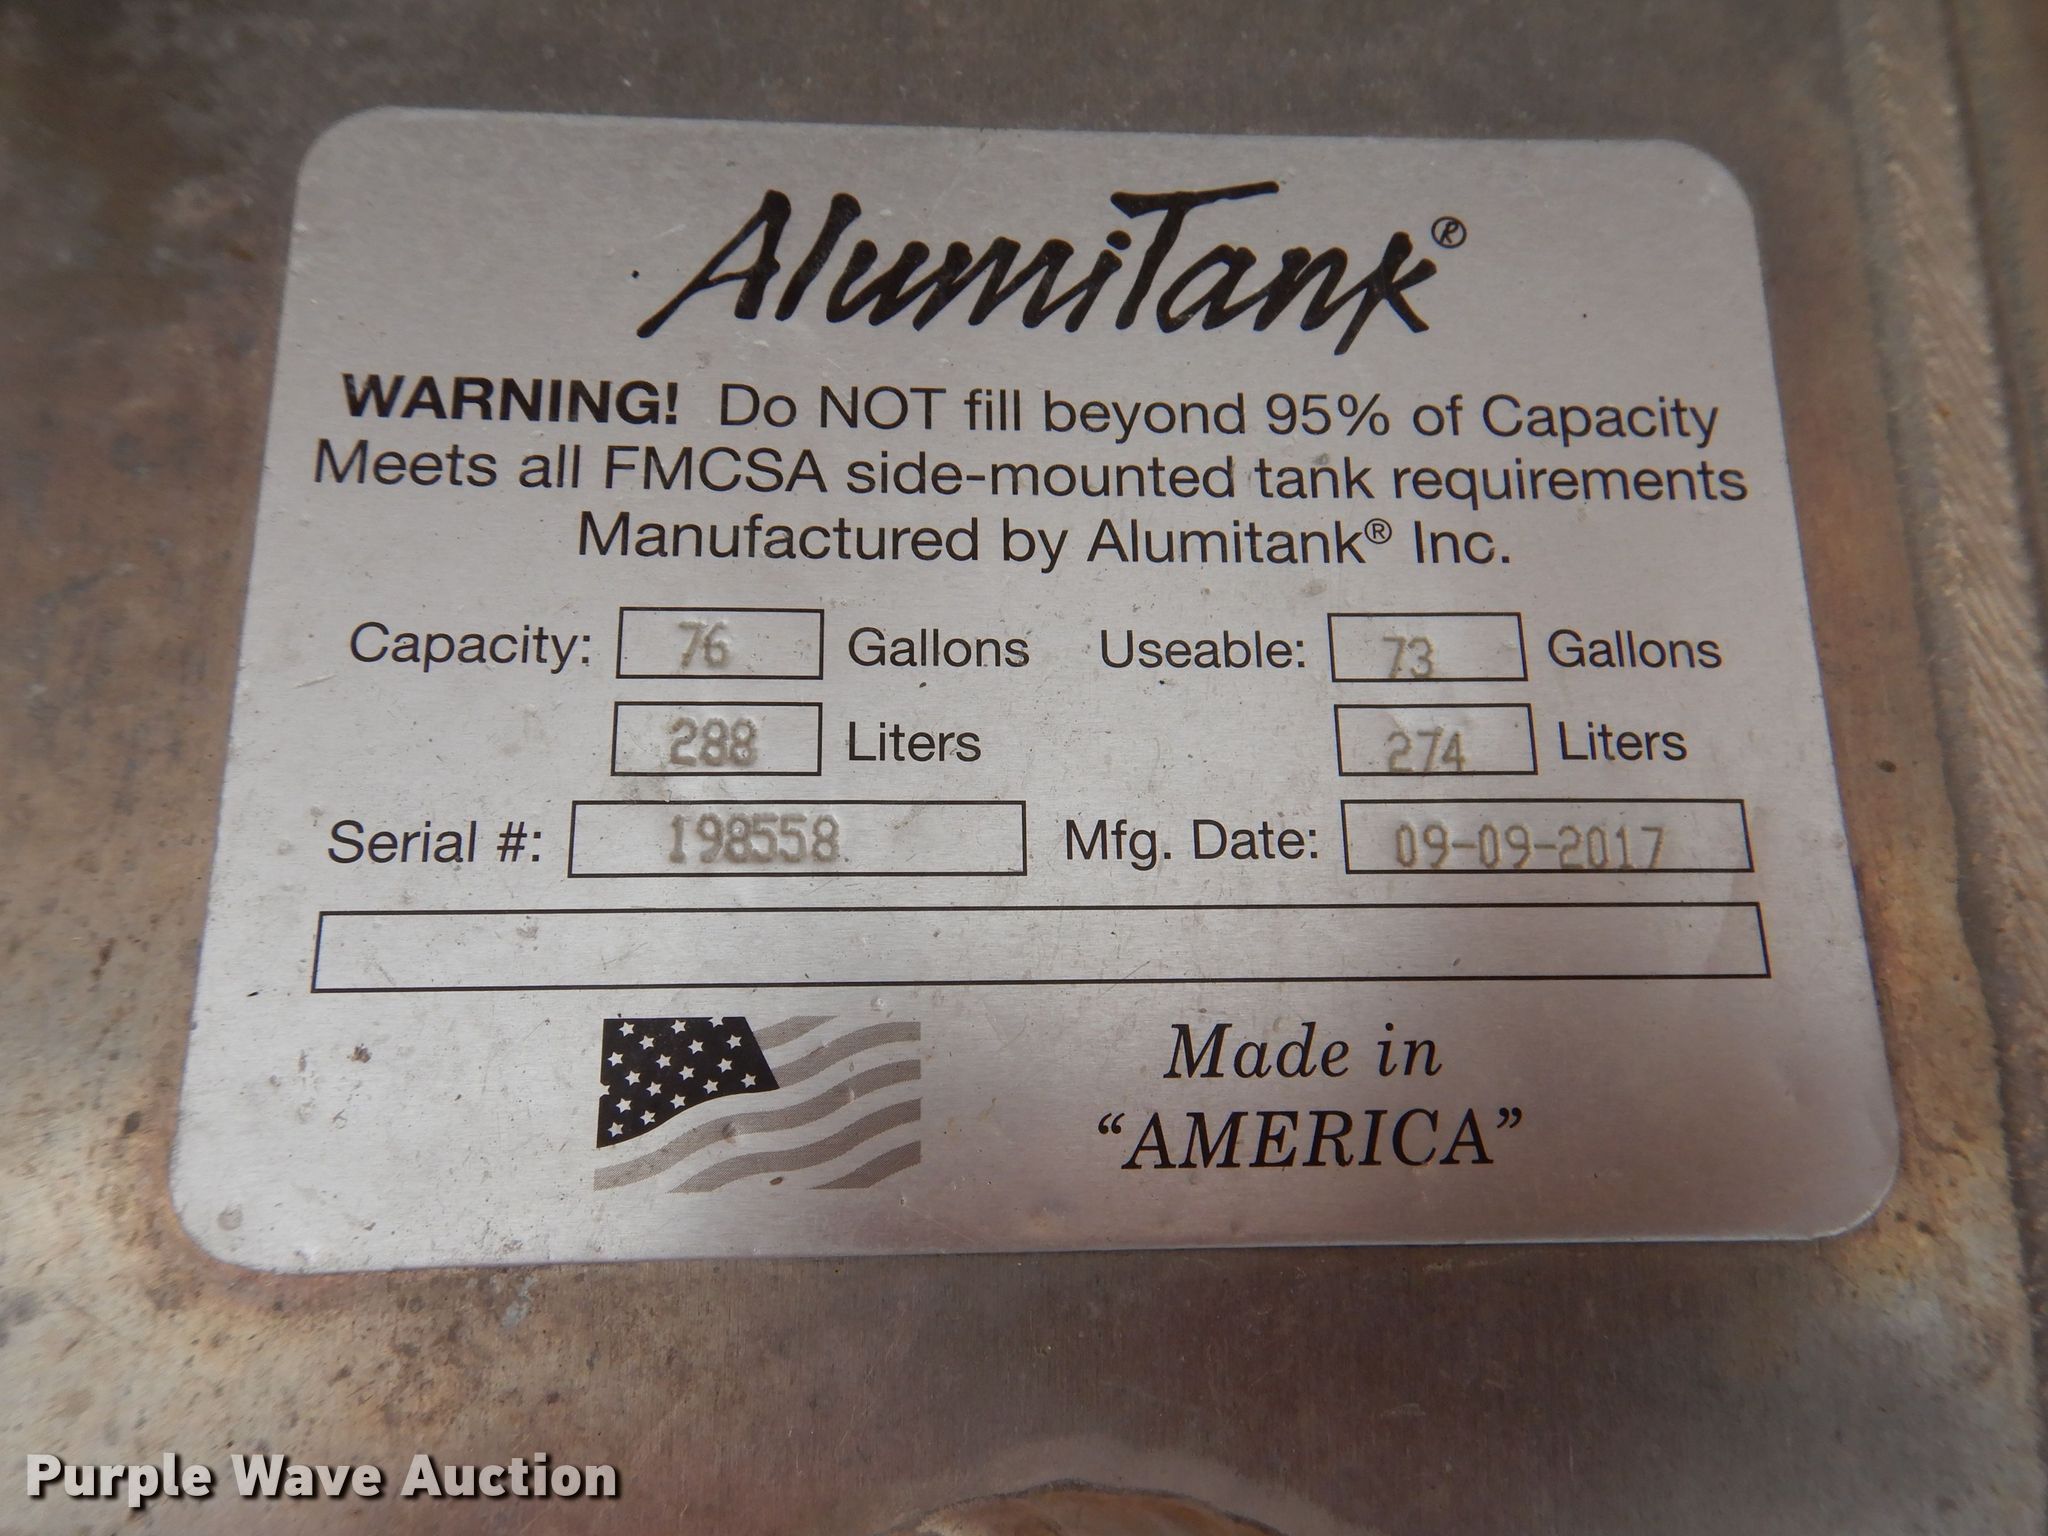 AlumiTank®
WARNING! Do NOT fill beyond 95% of Capacity
Meets all FMCSA side-mounted tank requirements
Manufactured by Alumitank® Inc.
Capacity: 76 Gallons Useable: 73 Gallons
288 Liters 274 Liters
Serial #: 198558 Mfg. Date: 09-09-2017
Made in
“AMERICA”
Purple Wave Auction